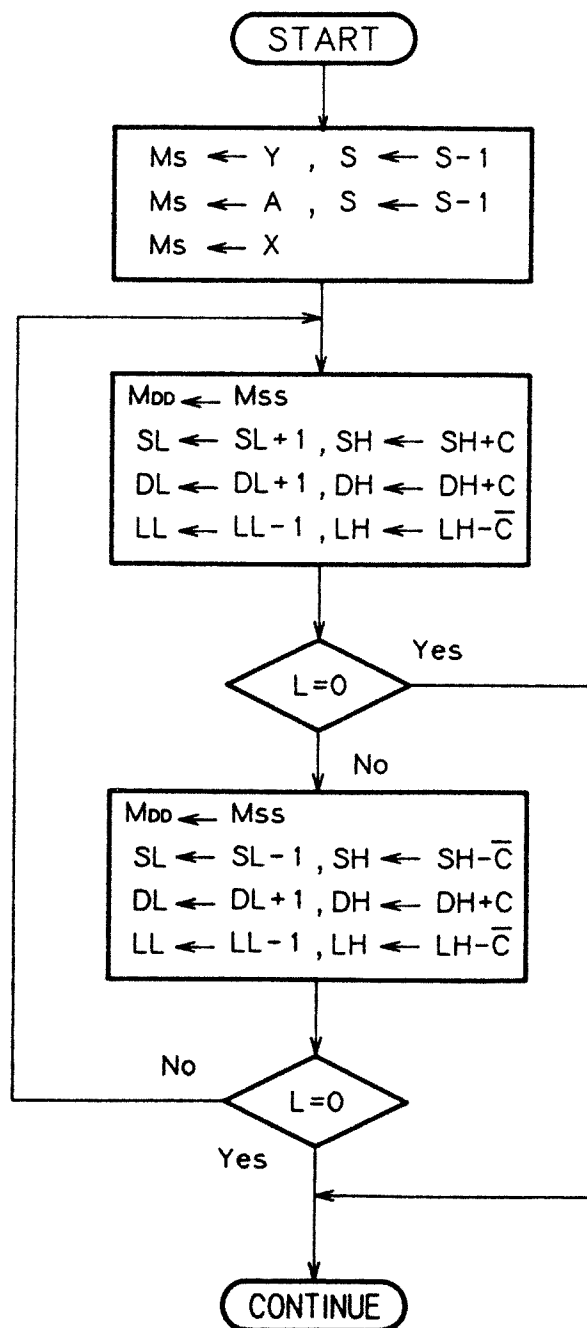 START
Ms ← Y , S ← S-1
Ms ← A , S ← S-1
Ms ← X
MDD ← Mss
SL ← SL+1 , SH ← SH+C
DL ← DL+1 , DH ← DH+C
LL ← LL-1 , LH ← LH-C̅
L=0
Yes
No
MDD ← Mss
SL ← SL-1 , SH ← SH-C̅
DL ← DL+1 , DH ← DH+C
LL ← LL-1 , LH ← LH-C̅
No
L=0
Yes
CONTINUE